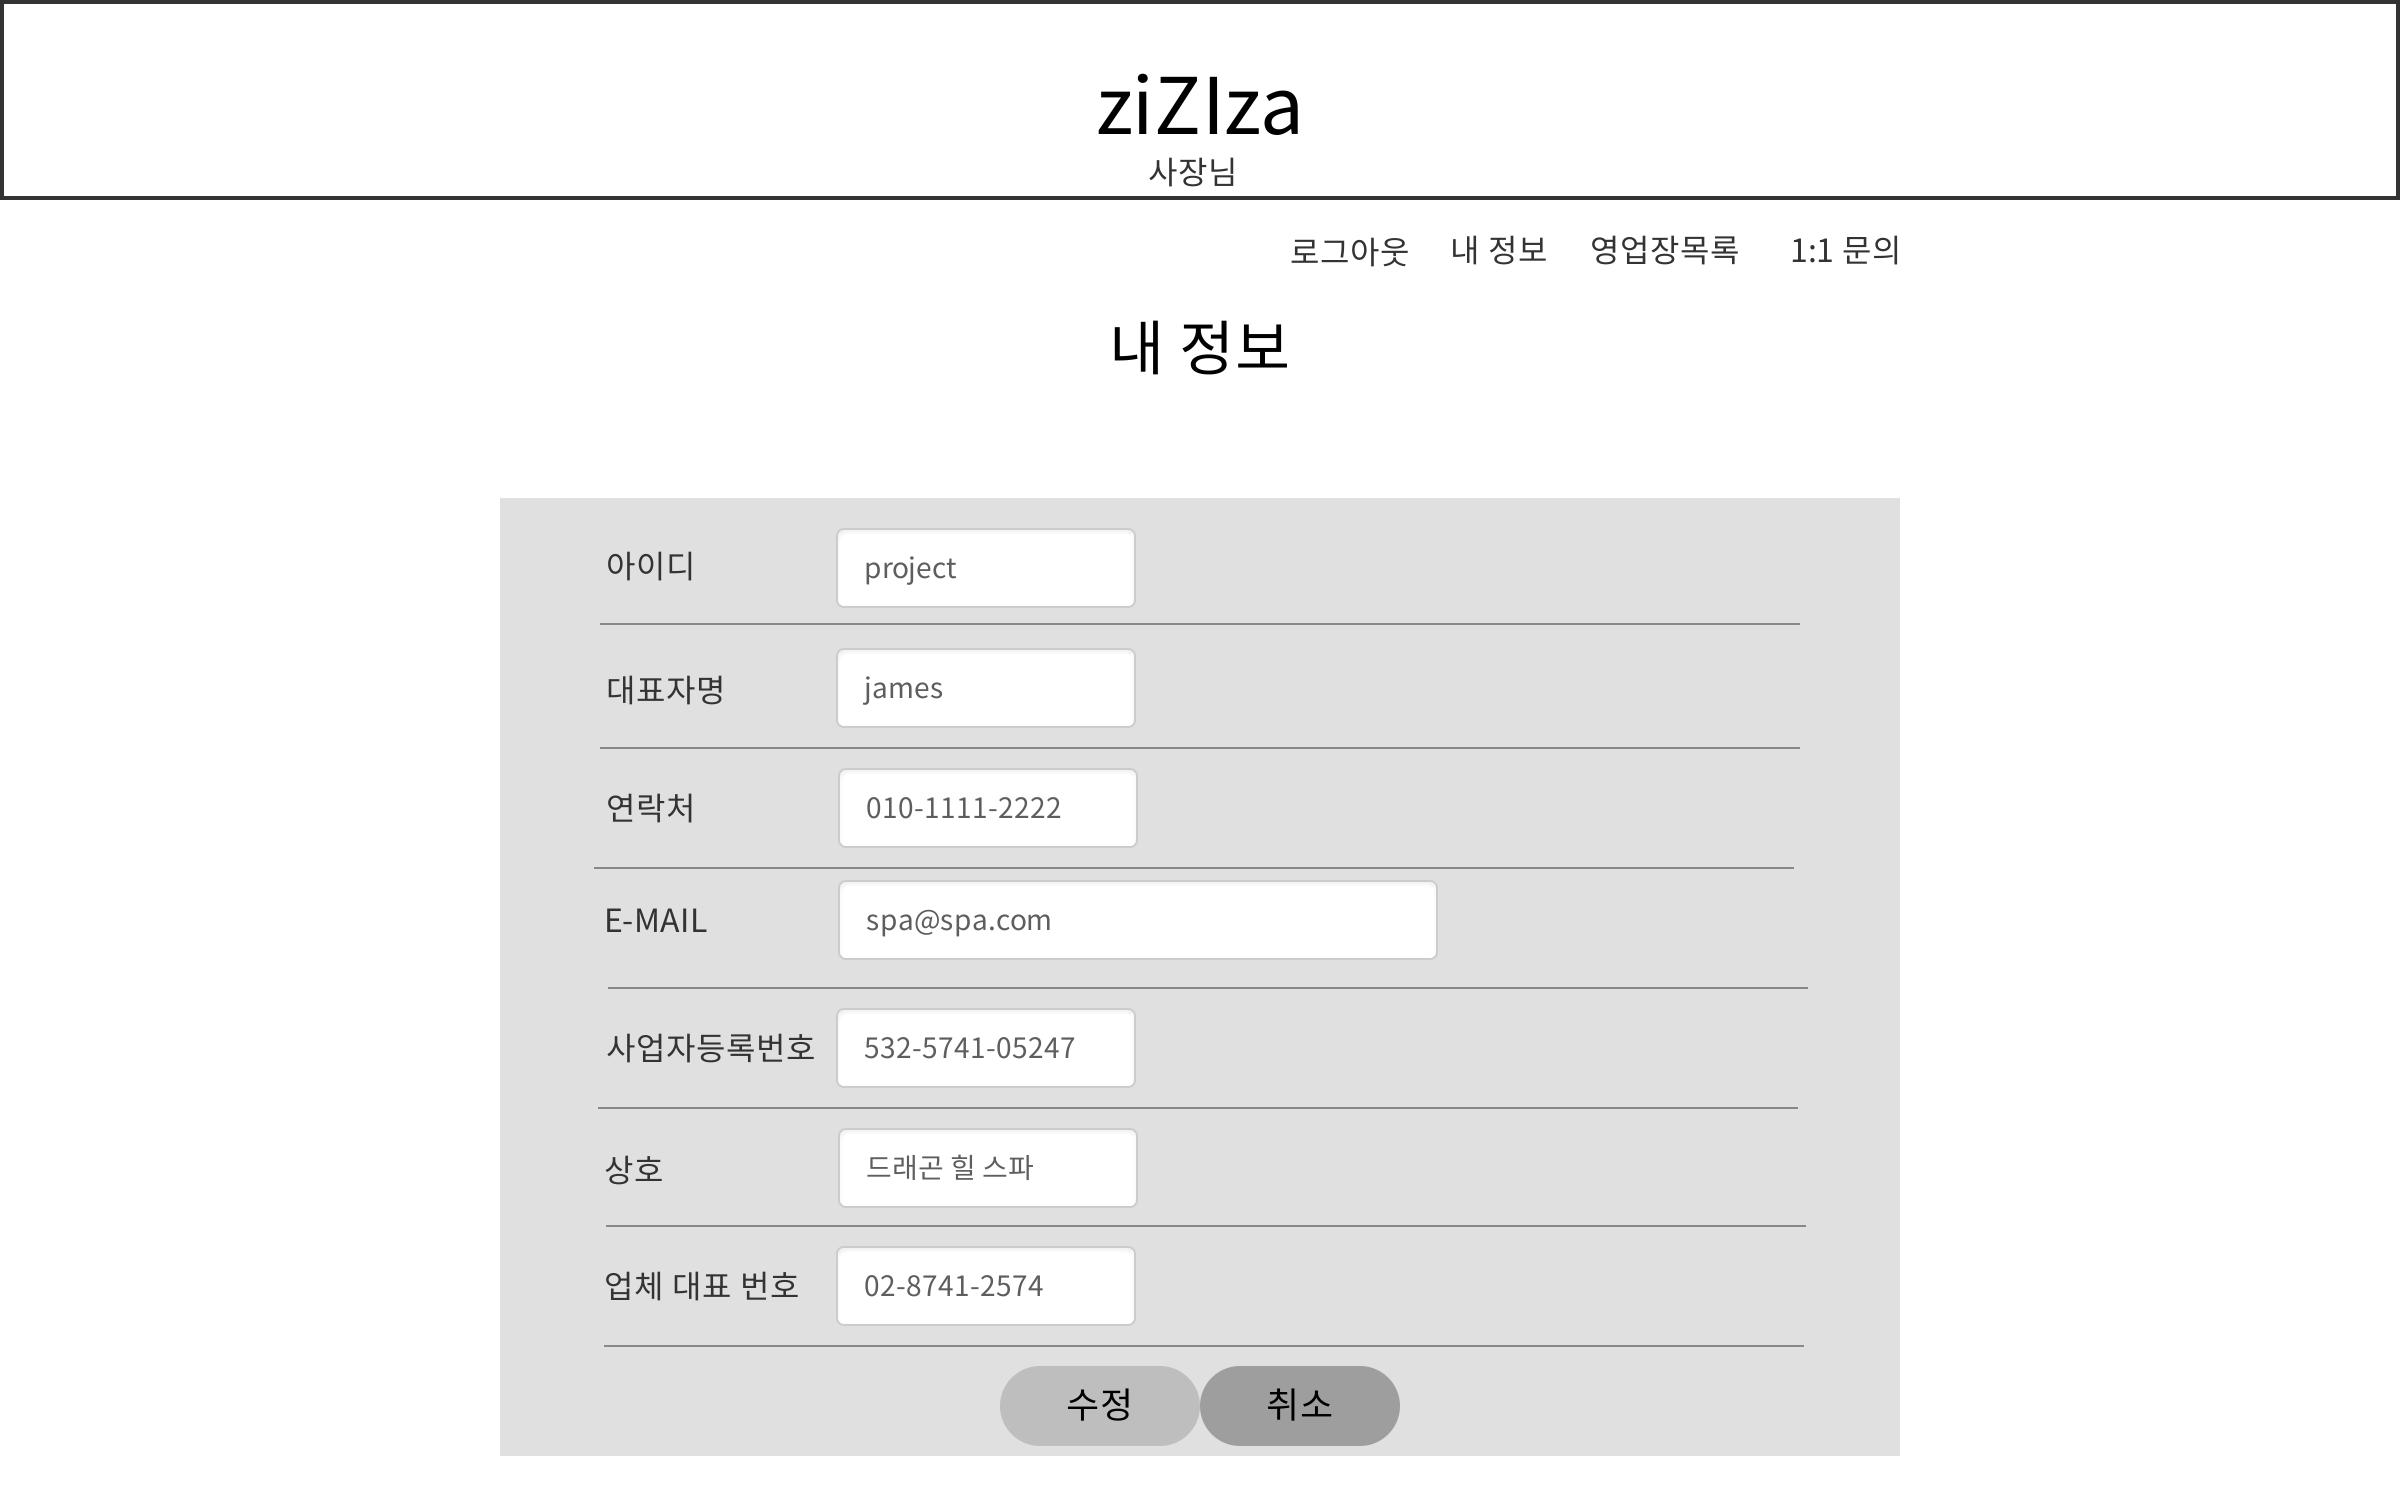 ziZIza
사장님
로그아웃 내 정보 영업장목록 1:1 문의
내 정보
아이디 project
대표자명 james
연락처 010-1111-2222
E-MAIL spa@spa.com
사업자등록번호 532-5741-05247
상호 드래곤 힐 스파
업체 대표 번호 02-8741-2574
수정 취소